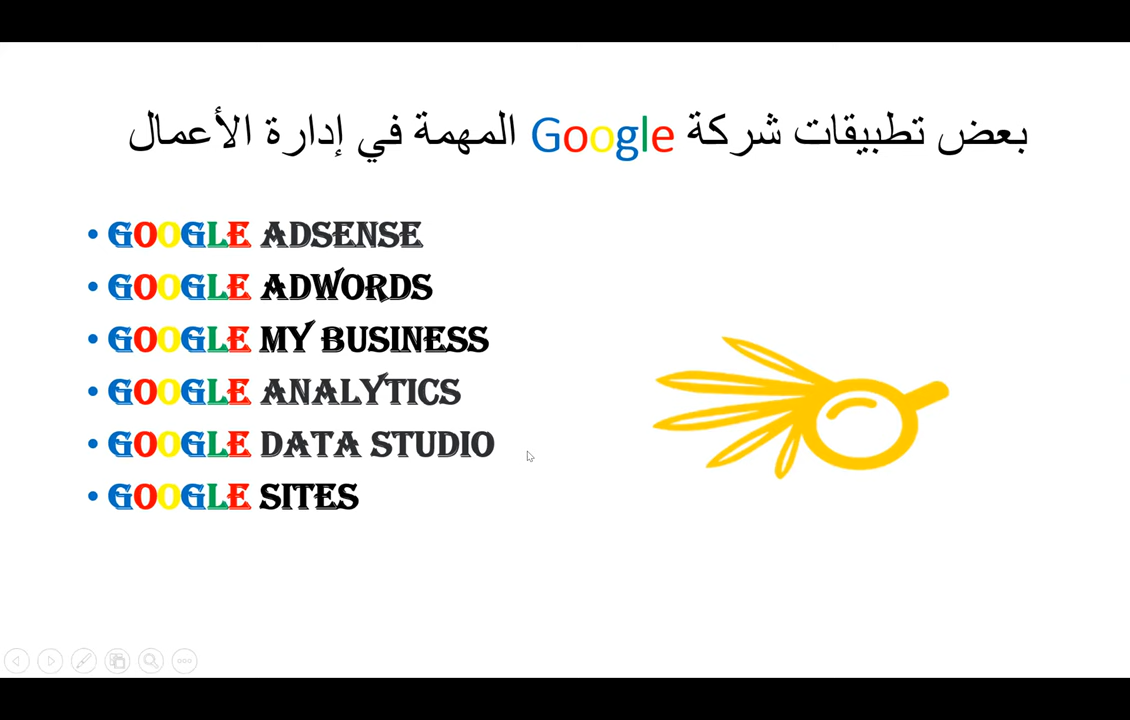 بعض تطبيقات شركة Google المهمة في إدارة الأعمال
• GOOGLE ADSENSE
• GOOGLE ADWORDS
• GOOGLE MY BUSINESS
• GOOGLE ANALYTICS
• GOOGLE DATA STUDIO
• GOOGLE SITES